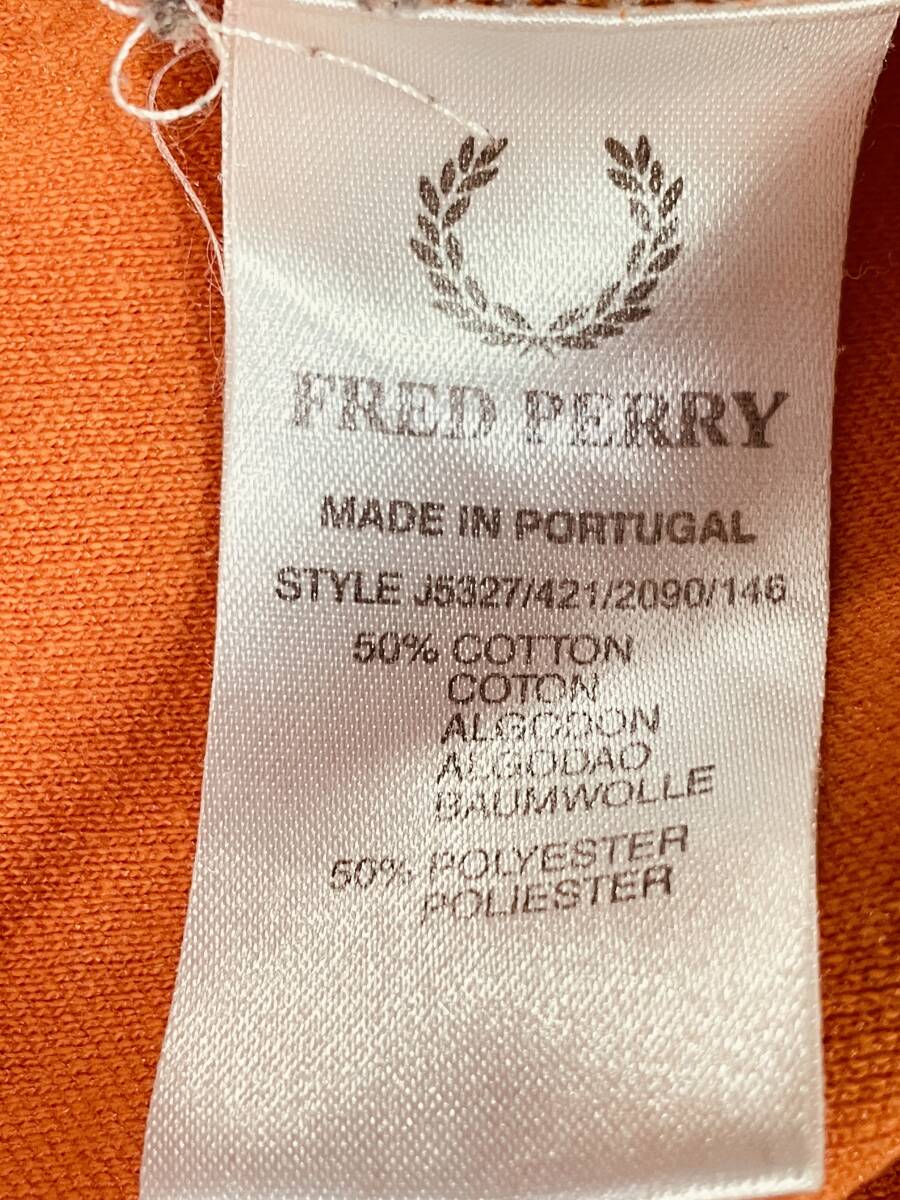 FRED PERRY
MADE IN PORTUGAL
STYLE J5327/421/2090/146
50% COTTON
COTON
ALGODON
ALGODAO
BAUMWOLLE
50% POLYESTER
POLIESTER